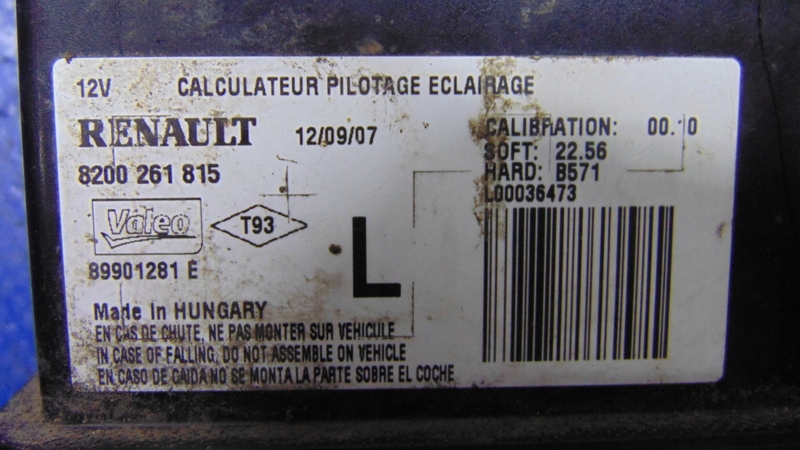 12V CALCULATEUR PILOTAGE ECLAIRAGE
RENAULT 12/09/07
8200 261 815
Valeo T93
89901281 E
L
CALIBRATION:
SOFT: 22.56
HARD: B571
L00036473
Made In HUNGARY
EN CAS DE CHUTE, NE PAS MONTER SUR VEHICULE
IN CASE OF FALLING, DO NOT ASSEMBLE ON VEHICLE
EN CASO DE CAIDA NO SE MONTA LA PARTE SOBRE EL COCHE